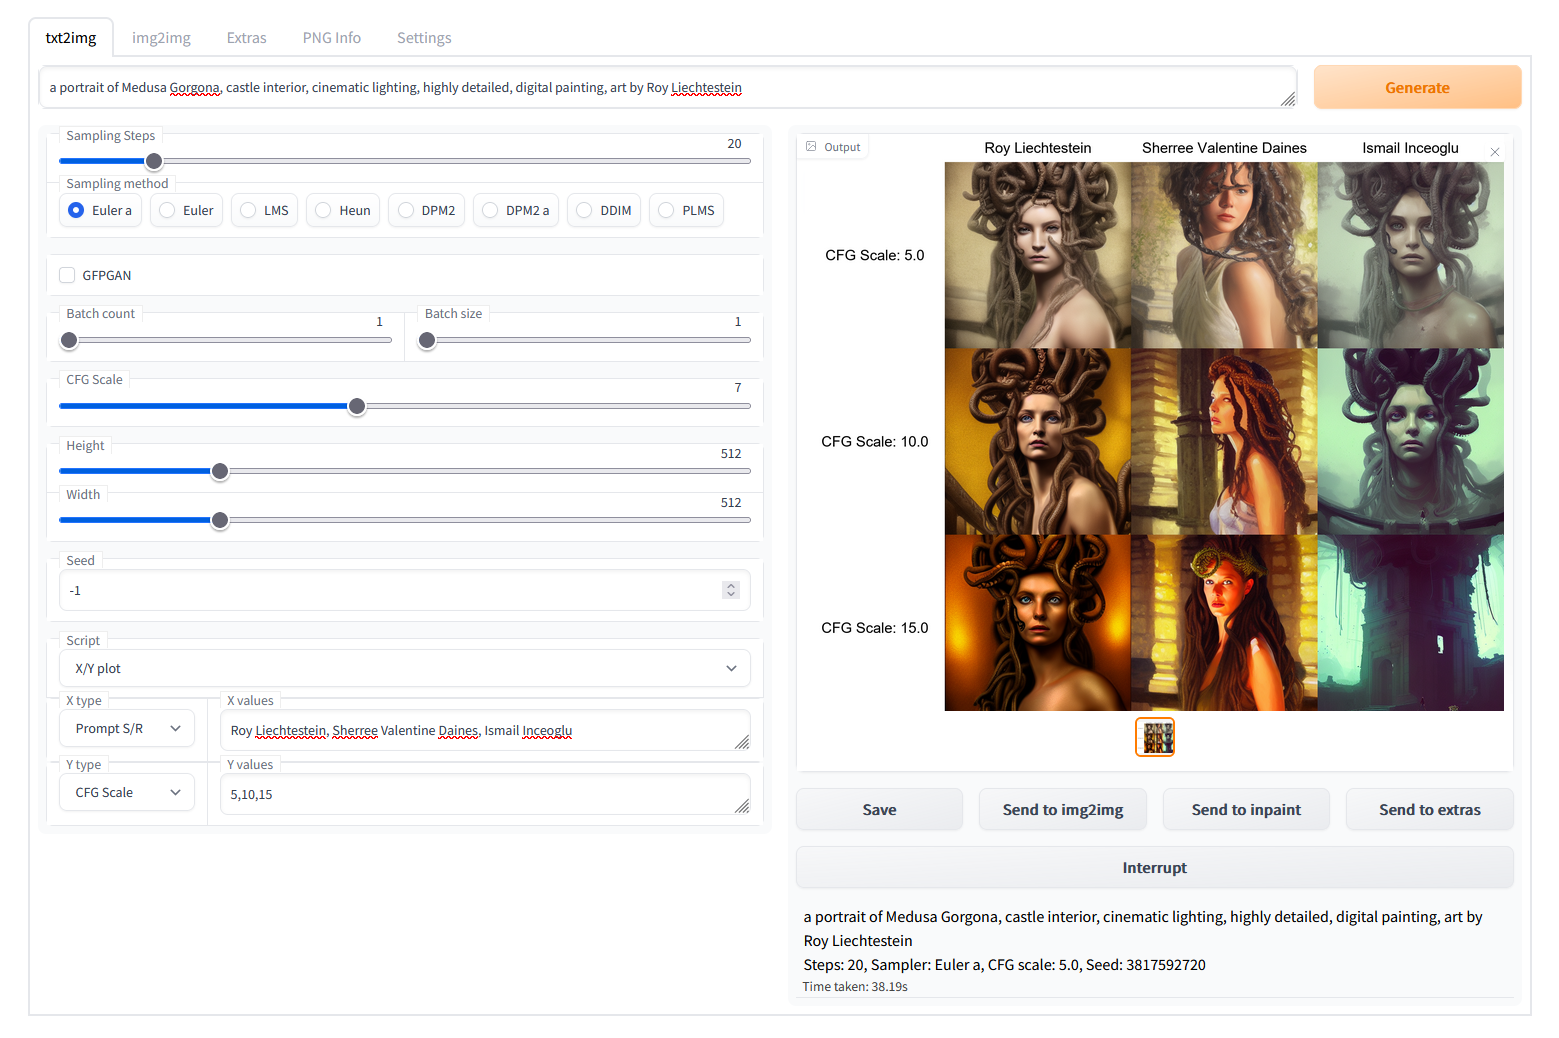 txt2img img2img Extras PNG Info Settings
a portrait of Medusa Gorgona, castle interior, cinematic lighting, highly detailed, digital painting, art by Roy Liechtestein
Generate
Sampling Steps
20
Sampling method
Euler a Euler LMS Heun DPM2 DPM2 a DDIM PLMS
GFPGAN
Batch count
1
Batch size
1
CFG Scale
7
Height
512
Width
512
Seed
-1
Script
X/Y plot
X type
Prompt S/R
X values
Roy Liechtestein, Sherree Valentine Daines, Ismail Inceoglu
Y type
CFG Scale
Y values
5,10,15
Output
Roy Liechtestein Sherree Valentine Daines Ismail Inceoglu
CFG Scale: 5.0
CFG Scale: 10.0
CFG Scale: 15.0
Save Send to img2img Send to inpaint Send to extras
Interrupt
a portrait of Medusa Gorgona, castle interior, cinematic lighting, highly detailed, digital painting, art by
Roy Liechtestein
Steps: 20, Sampler: Euler a, CFG scale: 5.0, Seed: 3817592720
Time taken: 38.19s